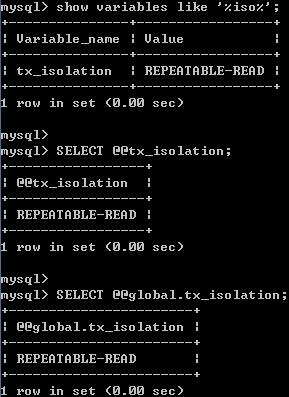 mysql> show variables like '%iso%';
+---------------+-----------------+
| Variable_name | Value           |
+---------------+-----------------+
| tx_isolation  | REPEATABLE-READ |
+---------------+-----------------+
1 row in set (0.00 sec)
mysql>
mysql> SELECT @@tx_isolation;
+-----------------+
| @@tx_isolation  |
+-----------------+
| REPEATABLE-READ |
+-----------------+
1 row in set (0.00 sec)
mysql>
mysql> SELECT @@global.tx_isolation;
+-----------------------+
| @@global.tx_isolation |
+-----------------------+
| REPEATABLE-READ       |
+-----------------------+
1 row in set (0.00 sec)